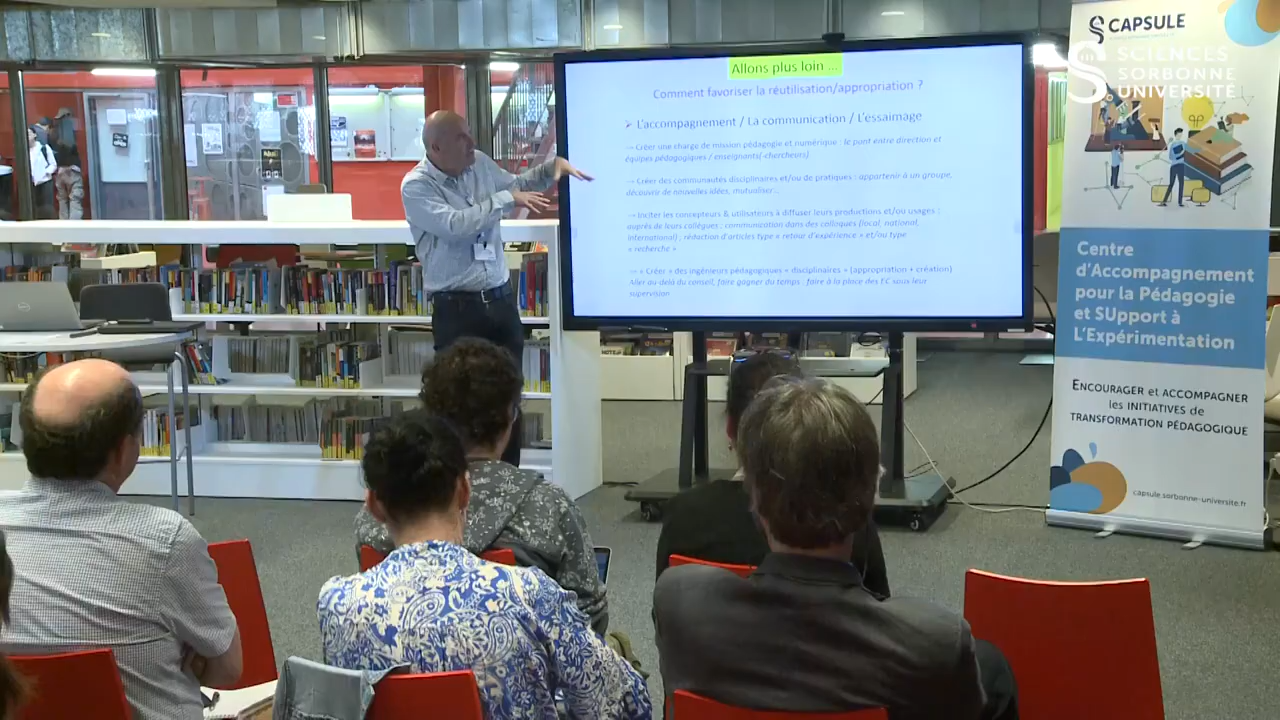 CAPSULE
SCIENCES
SORBONNE
UNIVERSITÉ
Allons plus loin ...
Comment favoriser la réutilisation/appropriation ?
➢ L'accompagnement / La communication / L'essaimage
→ Créer une charge de mission pédagogie et numérique : le pont entre direction et
équipes pédagogiques / enseignants(-chercheurs)
→ Créer des communautés disciplinaires et/ou de pratiques : appartenir à un groupe,
découvrir de nouvelles idées, mutualiser...
→ Inciter les concepteurs & utilisateurs à diffuser leurs productions et/ou usages :
auprès de leurs collègues ; communication dans des colloques (local, national,
international) ; rédaction d'articles type « retour d'expérience » et/ou type
« recherche »
→ « Créer » des ingénieurs pédagogiques « disciplinaires » (appropriation + création)
Aller au-delà du conseil, faire gagner du temps : faire à la place des EC sous leur
supervision
Centre
d'Accompagnement
pour la Pédagogie
et SUpport à
L'Expérimentation
ENCOURAGER et ACCOMPAGNER
les INITIATIVES de
TRANSFORMATION PÉDAGOGIQUE
capsule.sorbonne-universite.fr